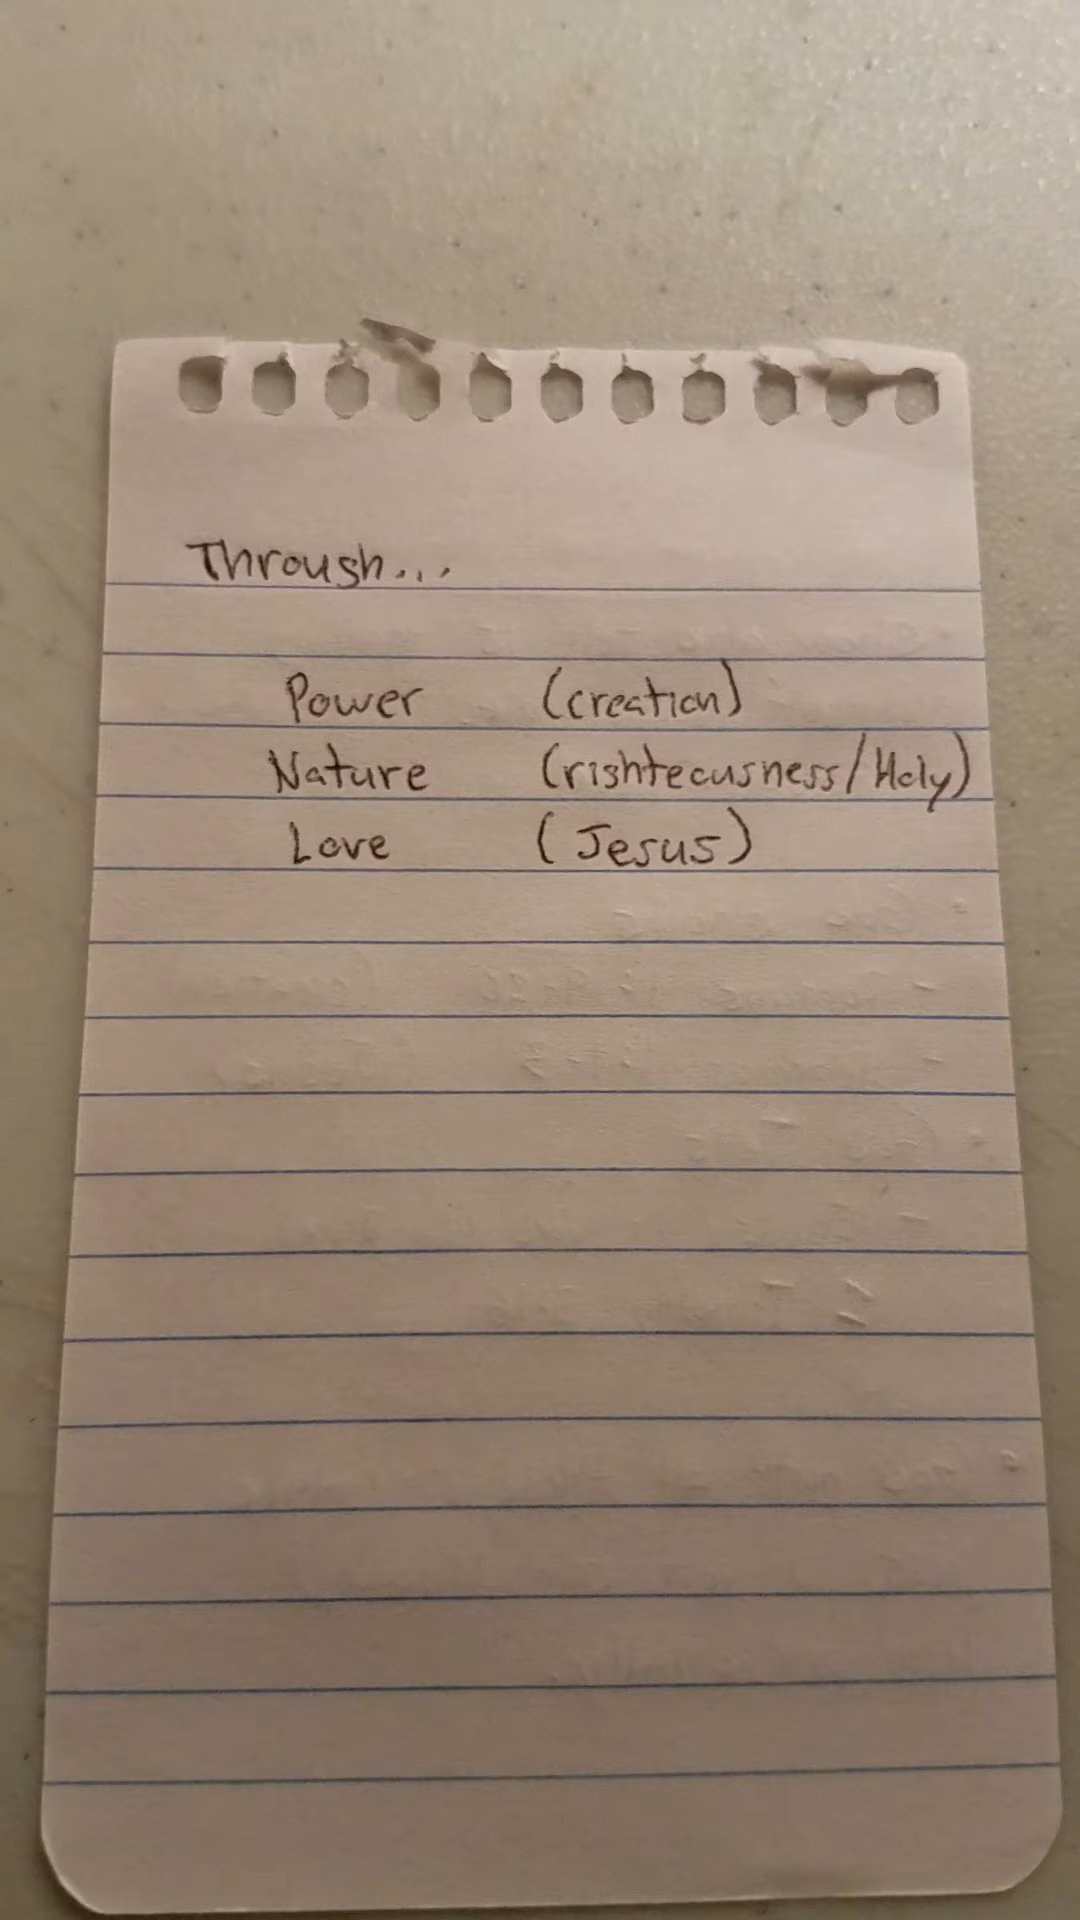 Through...
Power (creation)
Nature (righteousness/Holy)
Love (Jesus)